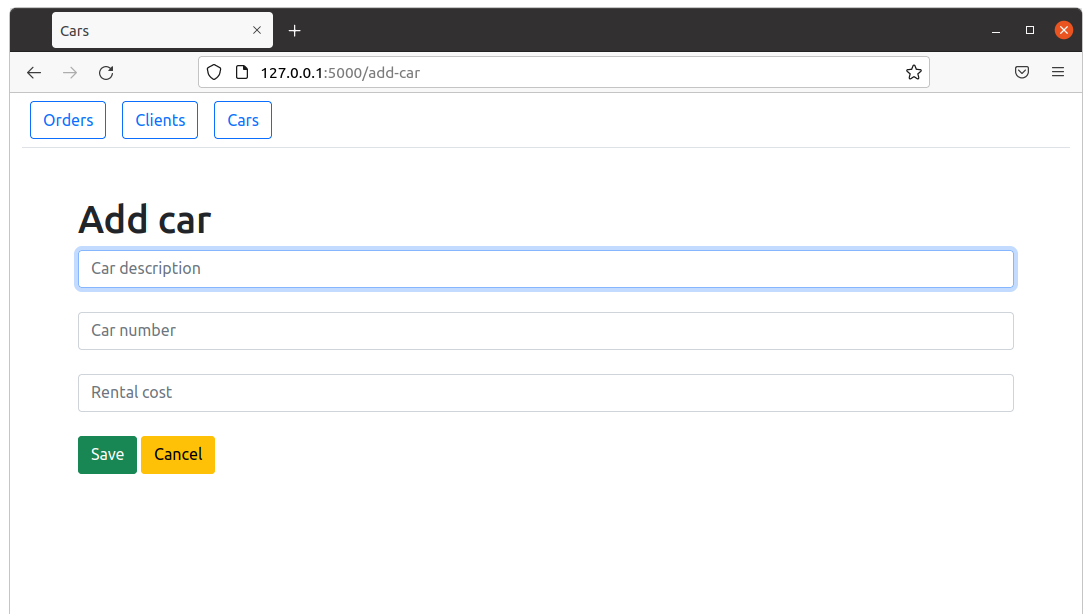 Cars
127.0.0.1:5000/add-car
Orders Clients Cars
Add car
Car description
Car number
Rental cost
Save Cancel